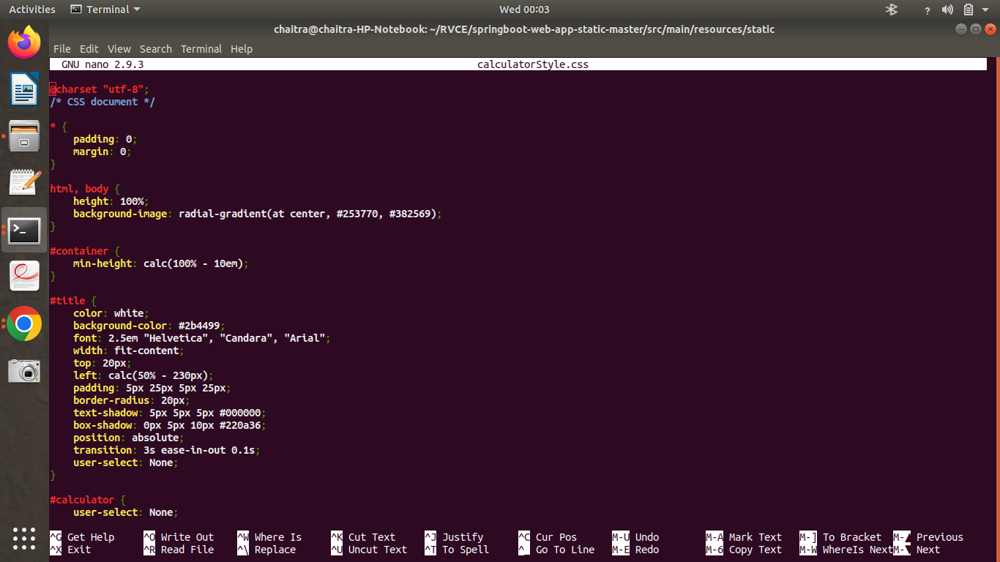 Activities Terminal Wed 00:03 ?
chaitra@chaitra-HP-Notebook: ~/RVCE/springboot-web-app-static-master/src/main/resources/static
File Edit View Search Terminal Help
GNU nano 2.9.3 calculatorStyle.css
@charset "utf-8";
/* CSS document */
* {
padding: 0;
margin: 0;
}
html, body {
height: 100%;
background-image: radial-gradient(at center, #253770, #382569);
}
#container {
min-height: calc(100% - 10em);
}
#title {
color: white;
background-color: #2b4499;
font: 2.5em "Helvetica", "Candara", "Arial";
width: fit-content;
top: 20px;
left: calc(50% - 230px);
padding: 5px 25px 5px 25px;
border-radius: 20px;
text-shadow: 5px 5px 5px #000000;
box-shadow: 0px 5px 10px #220a36;
position: absolute;
transition: 3s ease-in-out 0.1s;
user-select: None;
}
#calculator {
user-select: None;
^G Get Help ^O Write Out ^W Where Is ^K Cut Text ^J Justify ^C Cur Pos M-U Undo M-A Mark Text M-] To Bracket M-▲ Previous
^X Exit ^R Read File ^\ Replace ^U Uncut Text ^T To Spell ^_ Go To Line M-E Redo M-6 Copy Text M-W WhereIs Next M-▼ Next